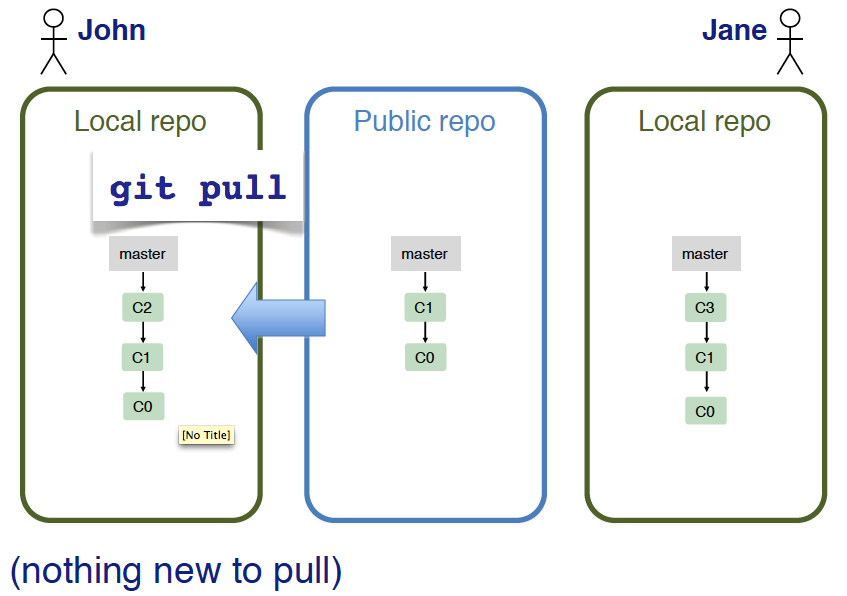 John
Jane
Local repo
Public repo
Local repo
git pull
master
C2
C1
C0
[No Title]
master
C1
C0
master
C3
C1
C0
(nothing new to pull)